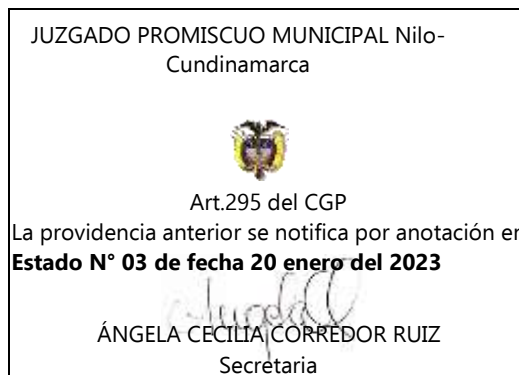 JUZGADO PROMISCUO MUNICIPAL Nilo-
Cundinamarca
Art.295 del CGP
La providencia anterior se notifica por anotación en
Estado N° 03 de fecha 20 enero del 2023
ÁNGELA CECILIA CORREDOR RUIZ
Secretaria